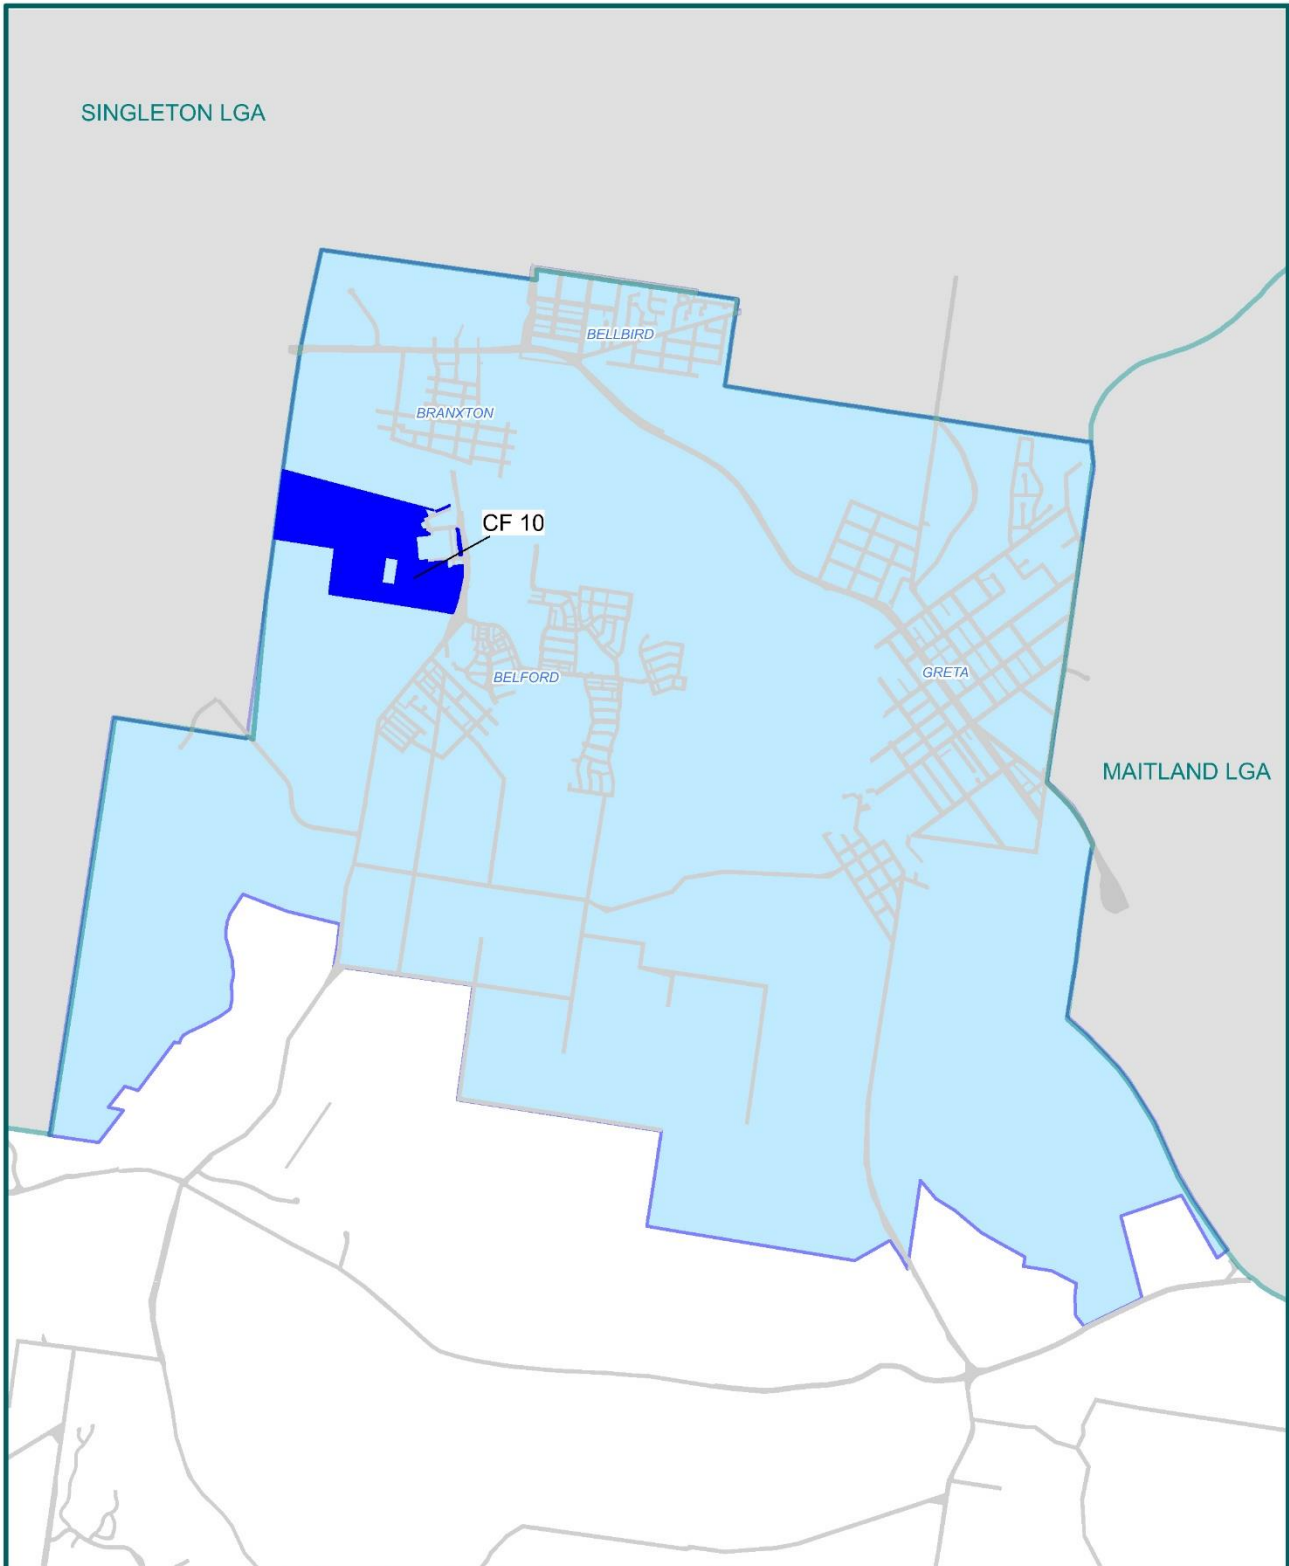 SINGLETON LGA
BELLBIRD
BRANXTON
CF 10
BELFORD
GRETA
MAITLAND LGA